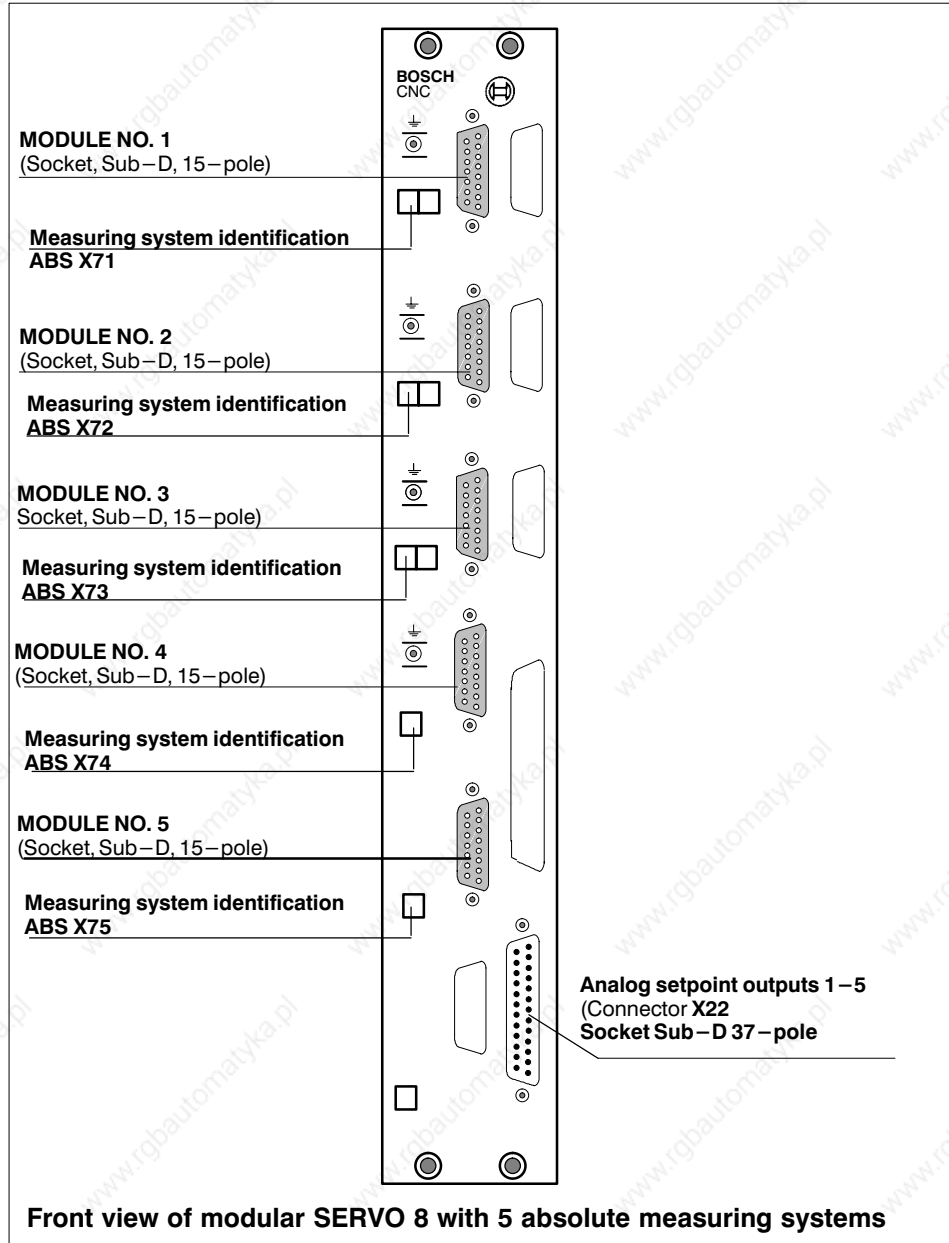 BOSCH
CNC
MODULE NO. 1
(Socket, Sub−D, 15−pole)
Measuring system identification
ABS X71
MODULE NO. 2
(Socket, Sub−D, 15−pole)
Measuring system identification
ABS X72
MODULE NO. 3
Socket, Sub−D, 15−pole)
Measuring system identification
ABS X73
MODULE NO. 4
(Socket, Sub−D, 15−pole)
Measuring system identification
ABS X74
MODULE NO. 5
(Socket, Sub−D, 15−pole)
Measuring system identification
ABS X75
Analog setpoint outputs 1−5
(Connector X22
Socket Sub−D 37−pole
Front view of modular SERVO 8 with 5 absolute measuring systems
www.rgbautomatyka.pl